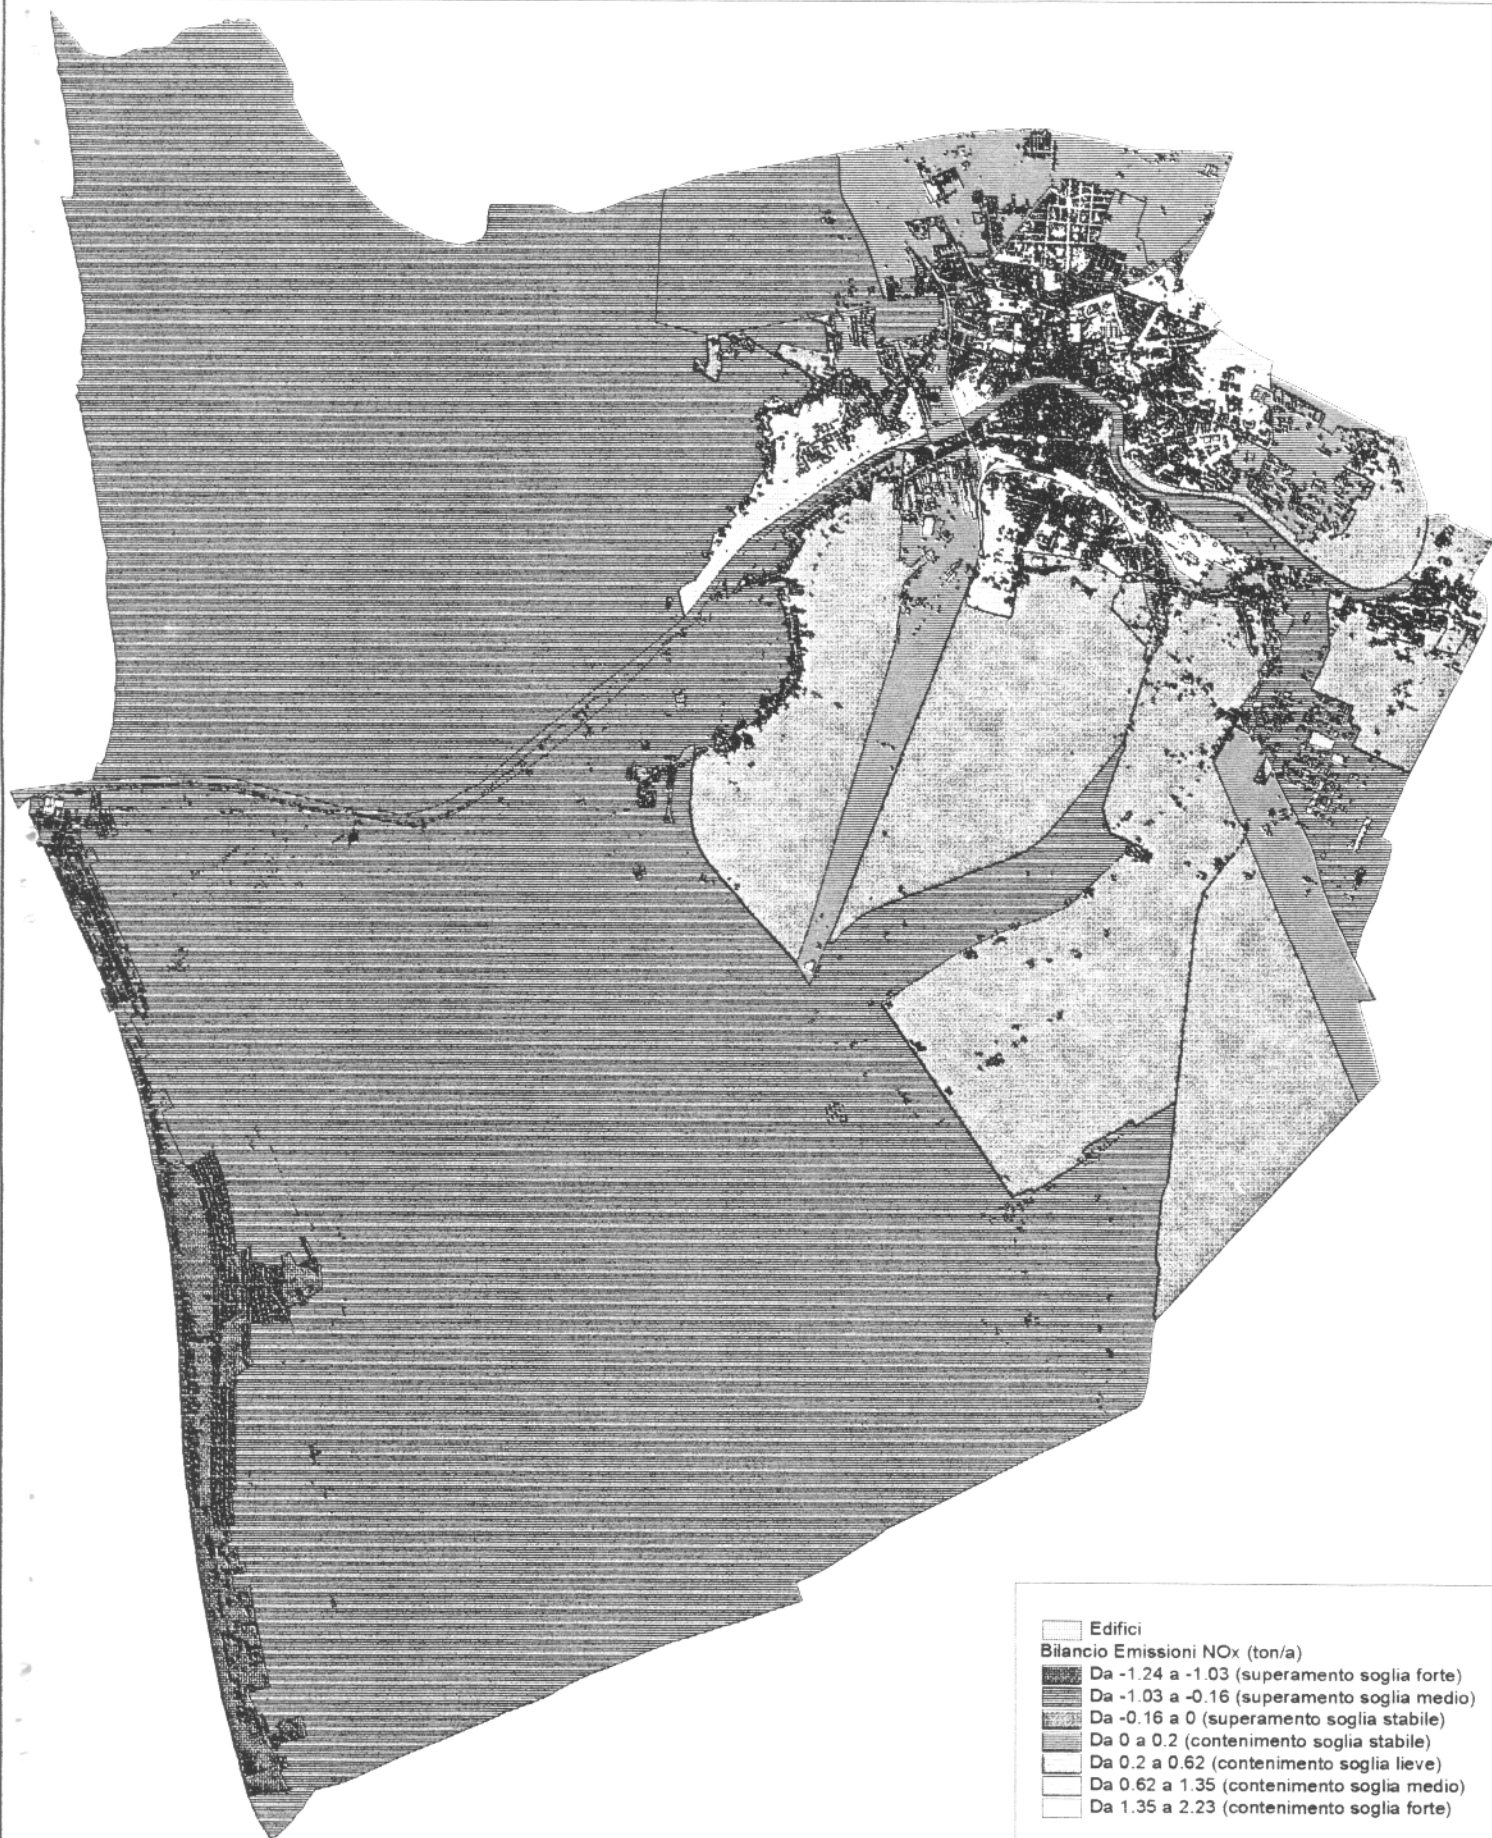 Edifici
Bilancio Emissioni NOx (ton/a)
Da -1.24 a -1.03 (superamento soglia forte)
Da -1.03 a -0.16 (superamento soglia medio)
Da -0.16 a 0 (superamento soglia stabile)
Da 0 a 0.2 (contenimento soglia stabile)
Da 0.2 a 0.62 (contenimento soglia lieve)
Da 0.62 a 1.35 (contenimento soglia medio)
Da 1.35 a 2.23 (contenimento soglia forte)